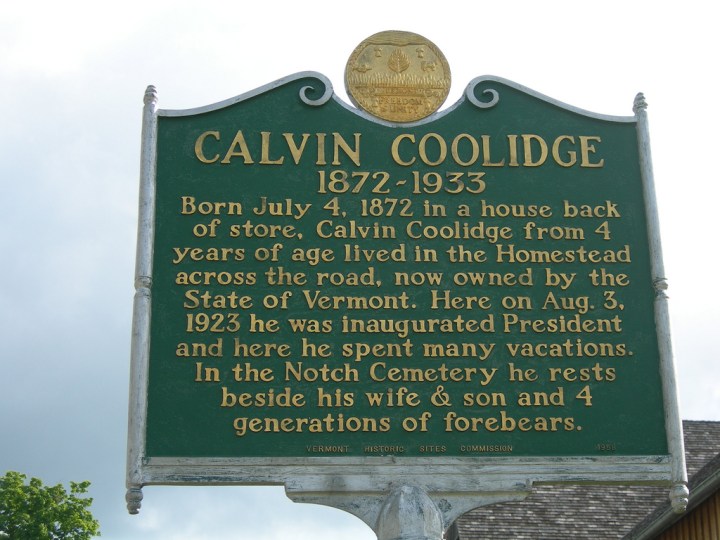 FREEDOM
CALVIN COOLIDGE
1872-1933
Born July 4, 1872 in a house back
of store, Calvin Coolidge from 4
years of age lived in the Homestead
across the road, now owned by the
State of Vermont. Here on Aug. 3,
1923 he was inaugurated President
and here he spent many vacations.
In the Notch Cemetery he rests
beside his wife & son and 4
generations of forebears.
VERMONT HISTORIC SITES COMMISSION